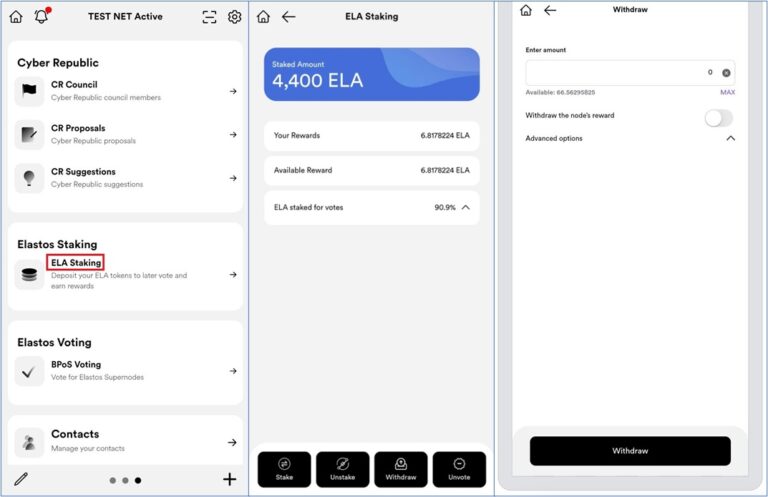 TEST NET Active
Cyber Republic
CR Council
Cyber Republic council members
CR Proposals
Cyber Republic proposals
CR Suggestions
Cyber Republic suggestions
Elastos Staking
ELA Staking
Deposit your ELA tokens to later vote and
earn rewards
Elastos Voting
BPoS Voting
Vote for Elastos Supernodes
Contacts
Manage your contacts
ELA Staking
Staked Amount
4,400 ELA
Your Rewards 6.8178224 ELA
Available Reward 6.8178224 ELA
ELA staked for votes 90.9%
Stake Unstake Withdraw Unvote
Withdraw
Enter amount
0
Available: 66.56295825 MAX
Withdraw the node's reward
Advanced options
Withdraw